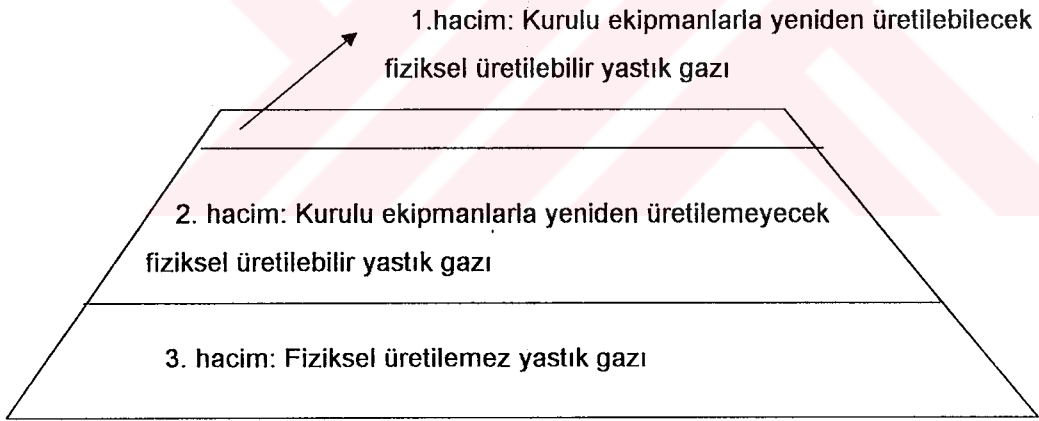 1.hacim: Kurulu ekipmanlarla yeniden üretilebilecek
fiziksel üretilebilir yastık gazı
2. hacim: Kurulu ekipmanlarla yeniden üretilemeyecek
fiziksel üretilebilir yastık gazı
3. hacim: Fiziksel üretilemez yastık gazı